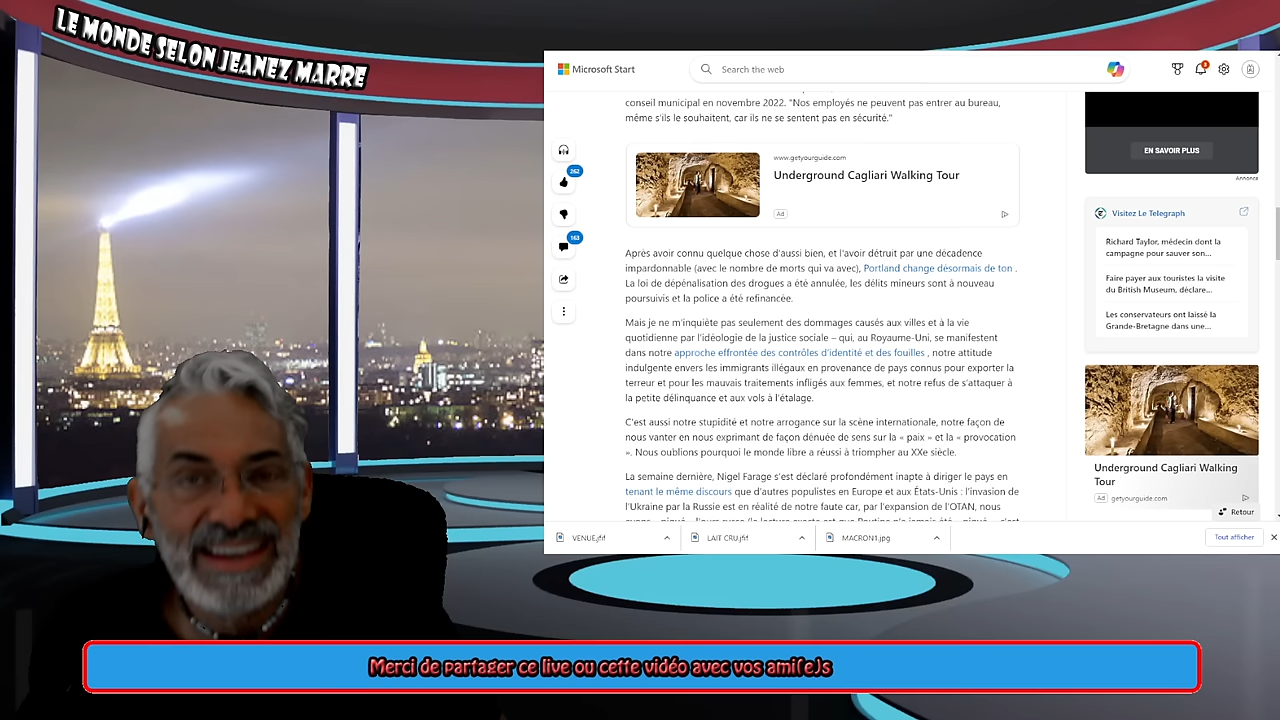 LE MONDE SELON JEANEZ MARRE
Microsoft Start
Search the web
3
conseil municipal en novembre 2022. "Nos employés ne peuvent pas entrer au bureau,
même s'ils le souhaitent, car ils ne se sentent pas en sécurité."
www.getyourguide.com
Underground Cagliari Walking Tour
Ad
262
163
Après avoir connu quelque chose d'aussi bien, et l'avoir détruit par une décadence
impardonnable (avec le nombre de morts qui va avec), Portland change désormais de ton .
La loi de dépénalisation des drogues a été annulée, les délits mineurs sont à nouveau
poursuivis et la police a été refinancée.
Mais je ne m'inquiète pas seulement des dommages causés aux villes et à la vie
quotidienne par l'idéologie de la justice sociale – qui, au Royaume-Uni, se manifestent
dans notre approche effrontée des contrôles d'identité et des fouilles , notre attitude
indulgente envers les immigrants illégaux en provenance de pays connus pour exporter la
terreur et pour les mauvais traitements infligés aux femmes, et notre refus de s'attaquer à
la petite délinquance et aux vols à l'étalage.
C'est aussi notre stupidité et notre arrogance sur la scène internationale, notre façon de
nous vanter en nous exprimant de façon dénuée de sens sur la « paix » et la « provocation
». Nous oublions pourquoi le monde libre a réussi à triompher au XXe siècle.
La semaine dernière, Nigel Farage s'est déclaré profondément inapte à diriger le pays en
tenant le même discours que d'autres populistes en Europe et aux États-Unis : l'invasion de
l'Ukraine par la Russie est en réalité de notre faute car, par l'expansion de l'OTAN, nous
EN SAVOIR PLUS
Annonce
Visitez Le Telegraph
Richard Taylor, médecin dont la
campagne pour sauver son...
Faire payer aux touristes la visite
du British Museum, déclare...
Les conservateurs ont laissé la
Grande-Bretagne dans une...
Underground Cagliari Walking
Tour
Ad getyourguide.com
Retour
VENUE.jfif
LAIT CRU.jfif
MACRON1.jpg
Tout afficher
Merci de partager ce live ou cette vidéo avec vos ami(e)s